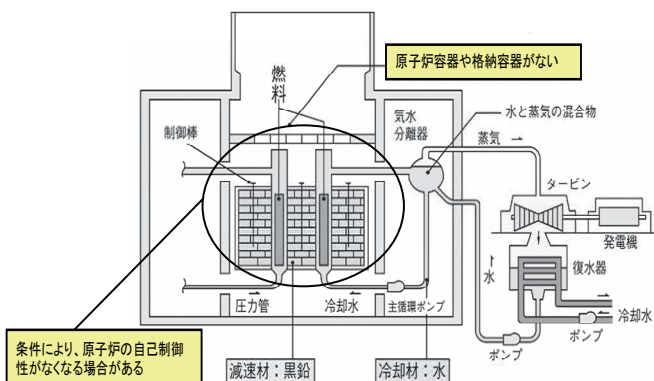 原子炉容器や格納容器がない
燃料
制御棒
気水
分離器
水と蒸気の混合物
蒸気
タービン
発電機
復水器
水
冷却水
ポンプ
ポンプ
圧力管
冷却水
主循環ポンプ
条件により、原子炉の自己制御
性がなくなる場合がある
減速材：黒鉛
冷却材：水